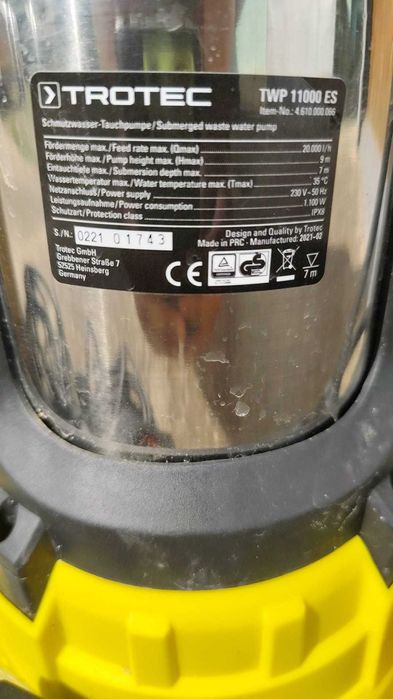 TROTEC
TWP 11000 ES
Item-No.: 4.610.000.066
Schmutzwasser-Tauchpumpe / Submerged waste water pump
Fördermenge max. / Feed rate max. (Qmax) 20.000 l/h
Förderhöhe max. / Pump height max. (Hmax) 9 m
Eintauchtiefe max. / Submersion depth max. 7 m
Wassertemperatur max. / Water temperature max. (Tmax) 35 °C
Netzanschluß / Power supply 230 V ~ 50 Hz
Leistungsaufnahme / Power consumption 1.100 W
Schutzart / Protection class IPX8
S./N.: 0221 01743
Design and Quality by Trotec
Made in PRC · Manufactured: 2021-02
Trotec GmbH
Grebbener Straße 7
52525 Heinsberg
Germany
CE
7 m